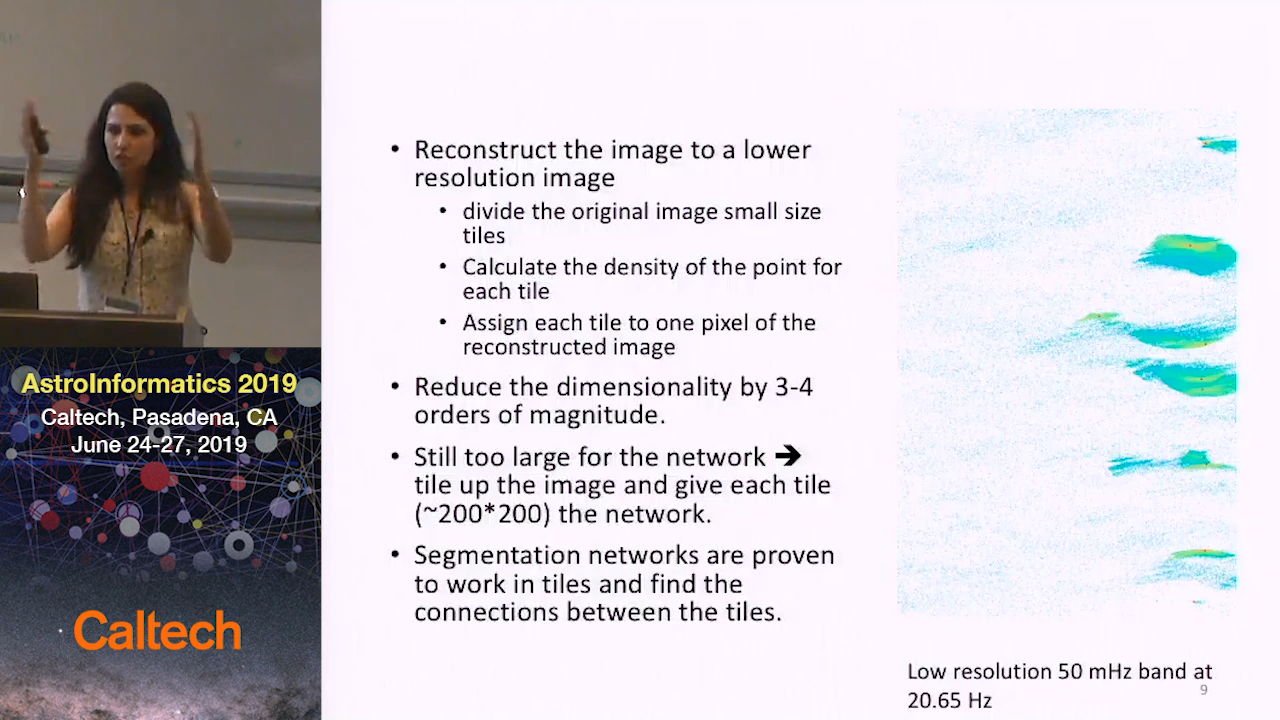 AstroInformatics 2019
Caltech, Pasadena, CA
June 24-27, 2019
Caltech
• Reconstruct the image to a lower
resolution image
• divide the original image small size
tiles
• Calculate the density of the point for
each tile
• Assign each tile to one pixel of the
reconstructed image
• Reduce the dimensionality by 3-4
orders of magnitude.
• Still too large for the network ➔
tile up the image and give each tile
(~200*200) the network.
• Segmentation networks are proven
to work in tiles and find the
connections between the tiles.
Low resolution 50 mHz band at
20.65 Hz
9